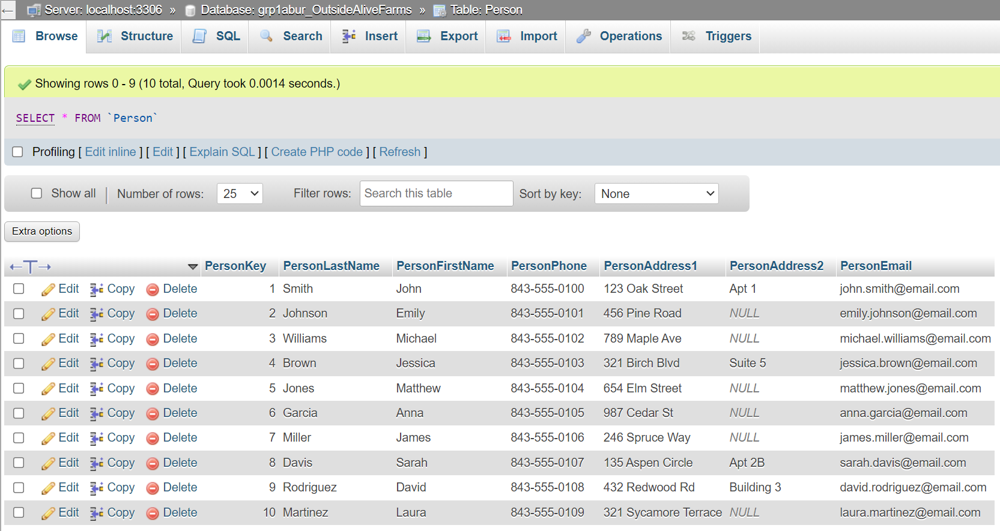 Server: localhost:3306 » Database: grp1abur_OutsideAliveFarms » Table: Person
Browse Structure SQL Search Insert Export Import Operations Triggers
Showing rows 0 - 9 (10 total, Query took 0.0014 seconds.)
SELECT * FROM `Person`
Profiling [ Edit inline ] [ Edit ] [ Explain SQL ] [ Create PHP code ] [ Refresh ]
Show all | Number of rows: 25 Filter rows: Search this table Sort by key: None
Extra options
←T→ PersonKey PersonLastName PersonFirstName PersonPhone PersonAddress1 PersonAddress2 PersonEmail
Edit Copy Delete 1 Smith John 843-555-0100 123 Oak Street Apt 1 john.smith@email.com
Edit Copy Delete 2 Johnson Emily 843-555-0101 456 Pine Road NULL emily.johnson@email.com
Edit Copy Delete 3 Williams Michael 843-555-0102 789 Maple Ave NULL michael.williams@email.com
Edit Copy Delete 4 Brown Jessica 843-555-0103 321 Birch Blvd Suite 5 jessica.brown@email.com
Edit Copy Delete 5 Jones Matthew 843-555-0104 654 Elm Street NULL matthew.jones@email.com
Edit Copy Delete 6 Garcia Anna 843-555-0105 987 Cedar St NULL anna.garcia@email.com
Edit Copy Delete 7 Miller James 843-555-0106 246 Spruce Way NULL james.miller@email.com
Edit Copy Delete 8 Davis Sarah 843-555-0107 135 Aspen Circle Apt 2B sarah.davis@email.com
Edit Copy Delete 9 Rodriguez David 843-555-0108 432 Redwood Rd Building 3 david.rodriguez@email.com
Edit Copy Delete 10 Martinez Laura 843-555-0109 321 Sycamore Terrace NULL laura.martinez@email.com